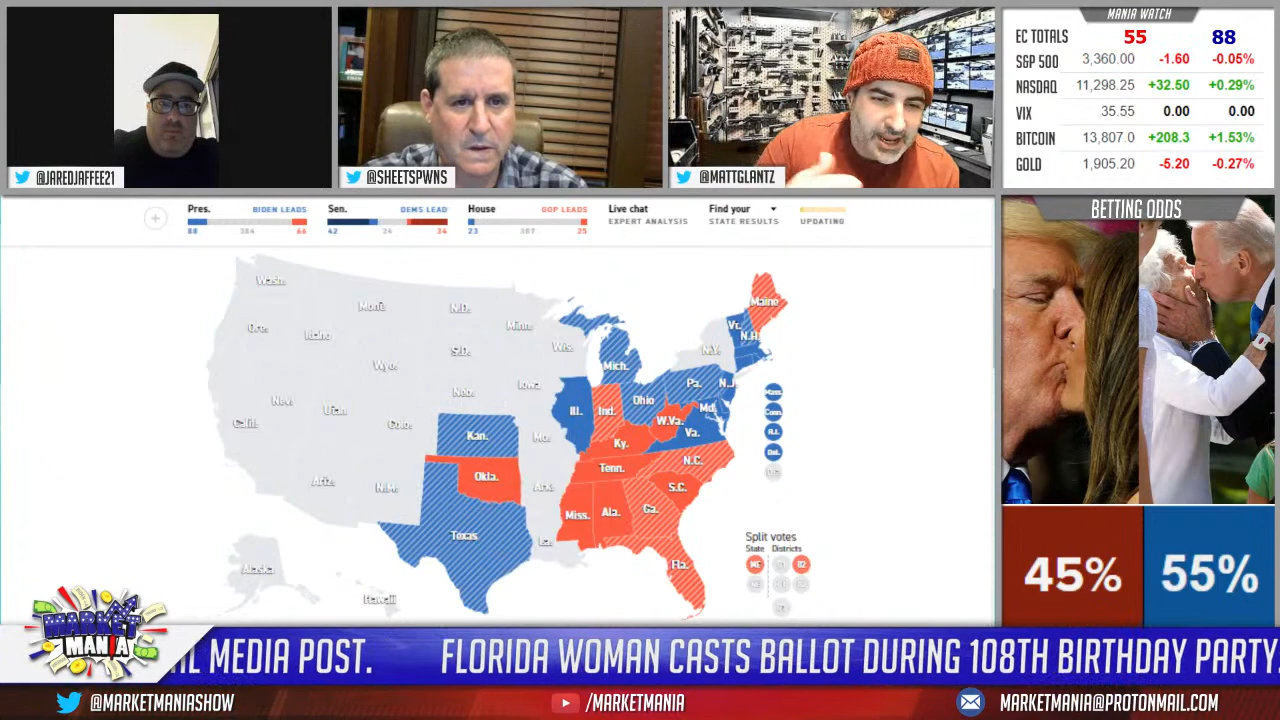 @JAREDJAFFEE21
@SHEETSPWNS
@MATTGLANTZ
MANIA WATCH
EC TOTALS 55 88
S&P 500 3,360.00 -1.60 -0.05%
NASDAQ 11,298.25 +32.50 +0.29%
VIX 35.55 0.00 0.00
BITCOIN 13,807.0 +208.3 +1.53%
GOLD 1,905.20 -5.20 -0.27%
Pres. BIDEN LEADS
88 384 66
Sen. DEMS LEAD
42 24 34
House GOP LEADS
23 387 25
Live chat
EXPERT ANALYSIS
Find your
STATE RESULTS
UPDATING
BETTING ODDS
Wash.
Mont.
N.D.
Minn.
Maine
Ore.
Idaho
Wis.
Vt.
N.H.
S.D.
N.Y.
Wyo.
Mich.
Neb.
Iowa
Pa.
N.J.
Nev.
Utah
Colo.
Ill.
Ind.
Ohio
Md.
Mass.
Conn.
R.I.
Del.
Calif.
Kan.
Mo.
W.Va.
Va.
Ky.
N.C.
Tenn.
Ariz.
N.M.
Okla.
Ark.
S.C.
Miss.
Ala.
Ga.
Texas
La.
Fla.
Alaska
Hawaii
Split votes
State Districts
ME 02
45% 55%
MARKET
MANIA
MEDIA POST. FLORIDA WOMAN CASTS BALLOT DURING 108TH BIRTHDAY PARTY.
@MARKETMANIASHOW
/MARKETMANIA
MARKETMANIA@PROTONMAIL.COM